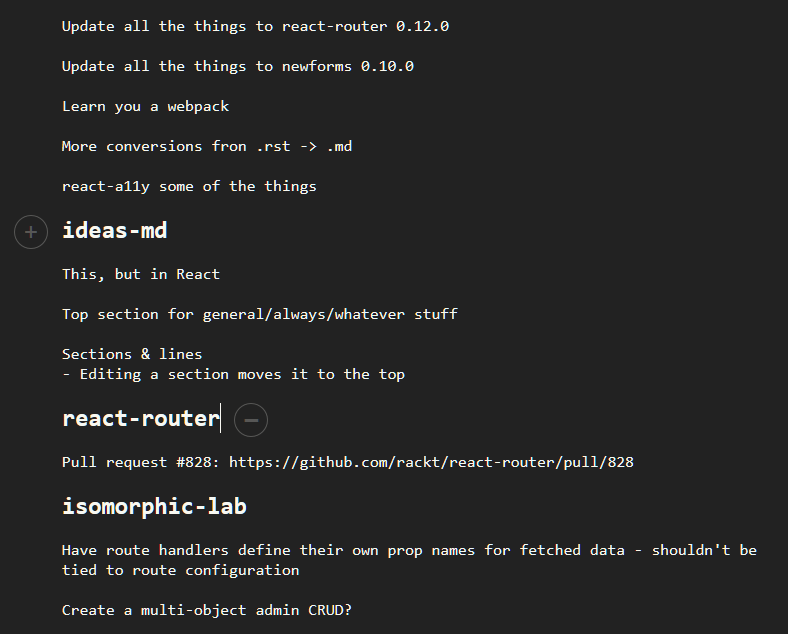 Update all the things to react-router 0.12.0
Update all the things to newforms 0.10.0
Learn you a webpack
More conversions fron .rst -> .md
react-a11y some of the things
ideas-md
This, but in React
Top section for general/always/whatever stuff
Sections & lines
- Editing a section moves it to the top
react-router
Pull request #828: https://github.com/rackt/react-router/pull/828
isomorphic-lab
Have route handlers define their own prop names for fetched data - shouldn't be
tied to route configuration
Create a multi-object admin CRUD?